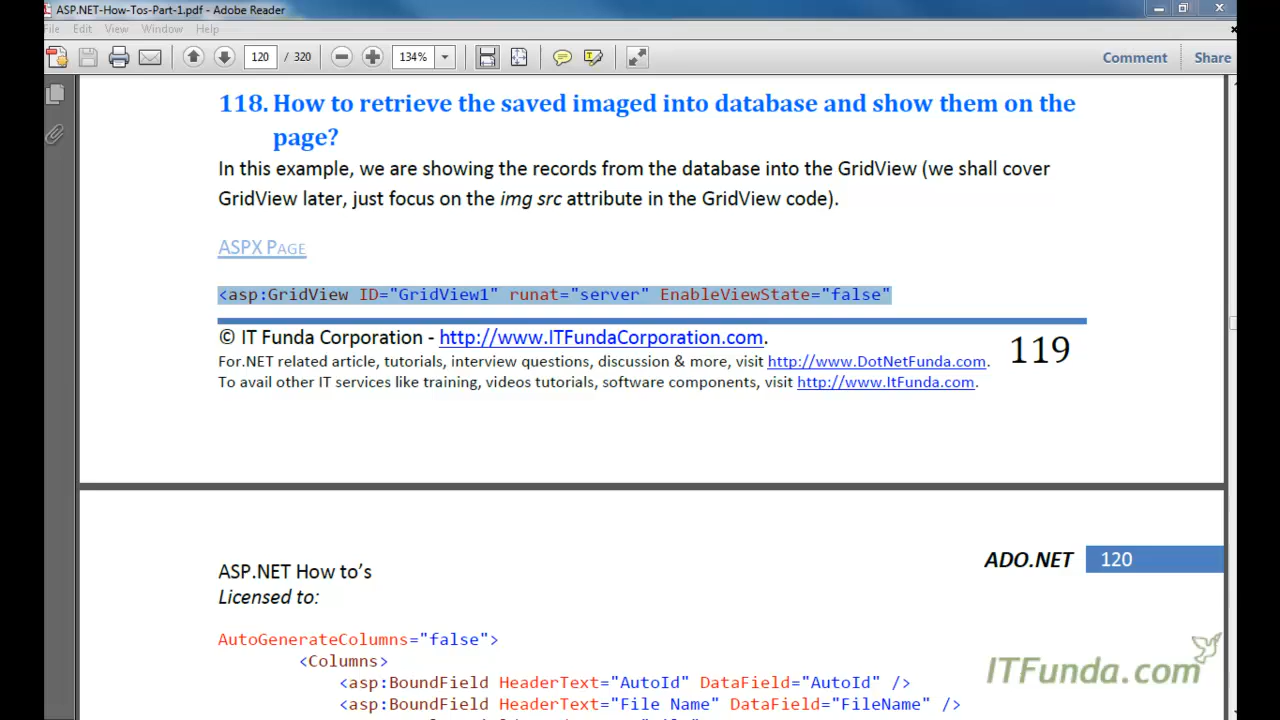 ASP.NET-How-Tos-Part-1.pdf - Adobe Reader
File Edit View Window Help
120 / 320 134% Comment Share
118. How to retrieve the saved imaged into database and show them on the
page?
In this example, we are showing the records from the database into the GridView (we shall cover
GridView later, just focus on the img src attribute in the GridView code).
ASPX PAGE
<asp:GridView ID="GridView1" runat="server" EnableViewState="false"
© IT Funda Corporation - http://www.ITFundaCorporation.com.
For.NET related article, tutorials, interview questions, discussion & more, visit http://www.DotNetFunda.com.
To avail other IT services like training, videos tutorials, software components, visit http://www.ItFunda.com.
119
ADO.NET 120
ASP.NET How to's
Licensed to:
AutoGenerateColumns="false">
<Columns>
<asp:BoundField HeaderText="AutoId" DataField="AutoId" />
<asp:BoundField HeaderText="File Name" DataField="FileName" />
ITFunda.com